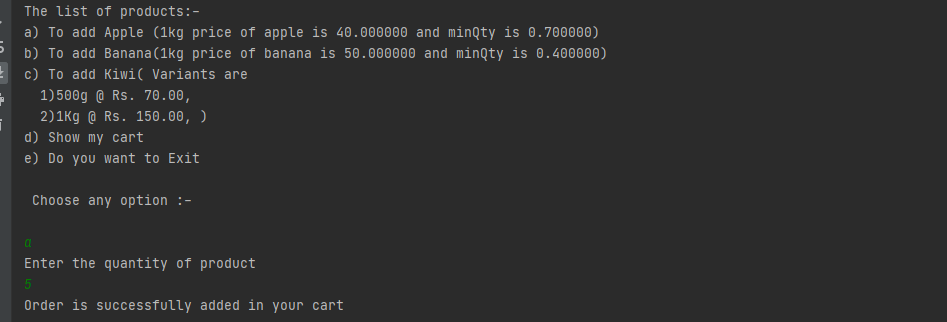 The list of products:-
a) To add Apple (1kg price of apple is 40.000000 and minQty is 0.700000)
b) To add Banana(1kg price of banana is 50.000000 and minQty is 0.400000)
c) To add Kiwi( Variants are
1)500g @ Rs. 70.00,
2)1Kg @ Rs. 150.00, )
d) Show my cart
e) Do you want to Exit
Choose any option :-
a
Enter the quantity of product
5
Order is successfully added in your cart